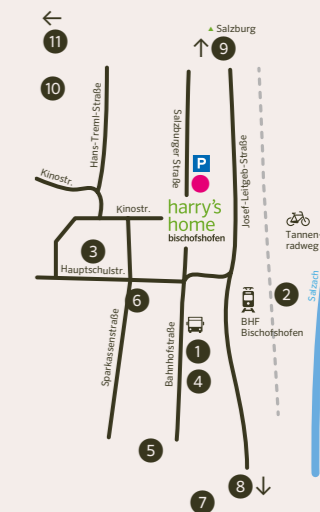 Salzburg
11
9
10
Hans-Treml-Straße
Salzburger Straße
P
Josef-Leitgeb-Straße
Kinostr.
Kinostr.
harry's
home
bischofshofen
Tannen-
radweg
3
Hauptschulstr.
Salzach
2
6
BHF
Bischofshofen
Sparkassenstraße
Bahnhofstraße
1
4
5
8
7